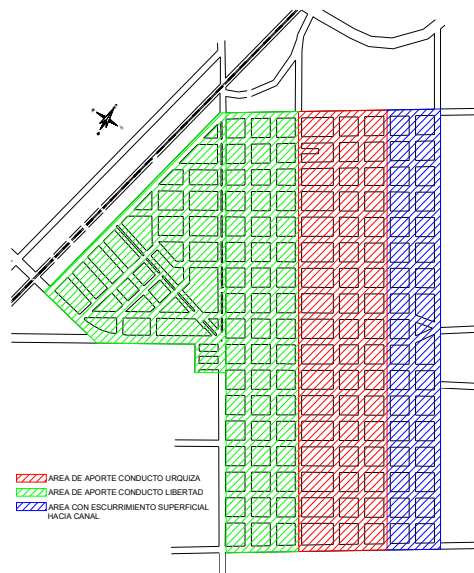 AREA DE APORTE CONDUCTO URQUIZA
AREA DE APORTE CONDUCTO LIBERTAD
AREA CON ESCURRIMIENTO SUPERFICIAL
HACIA CANAL